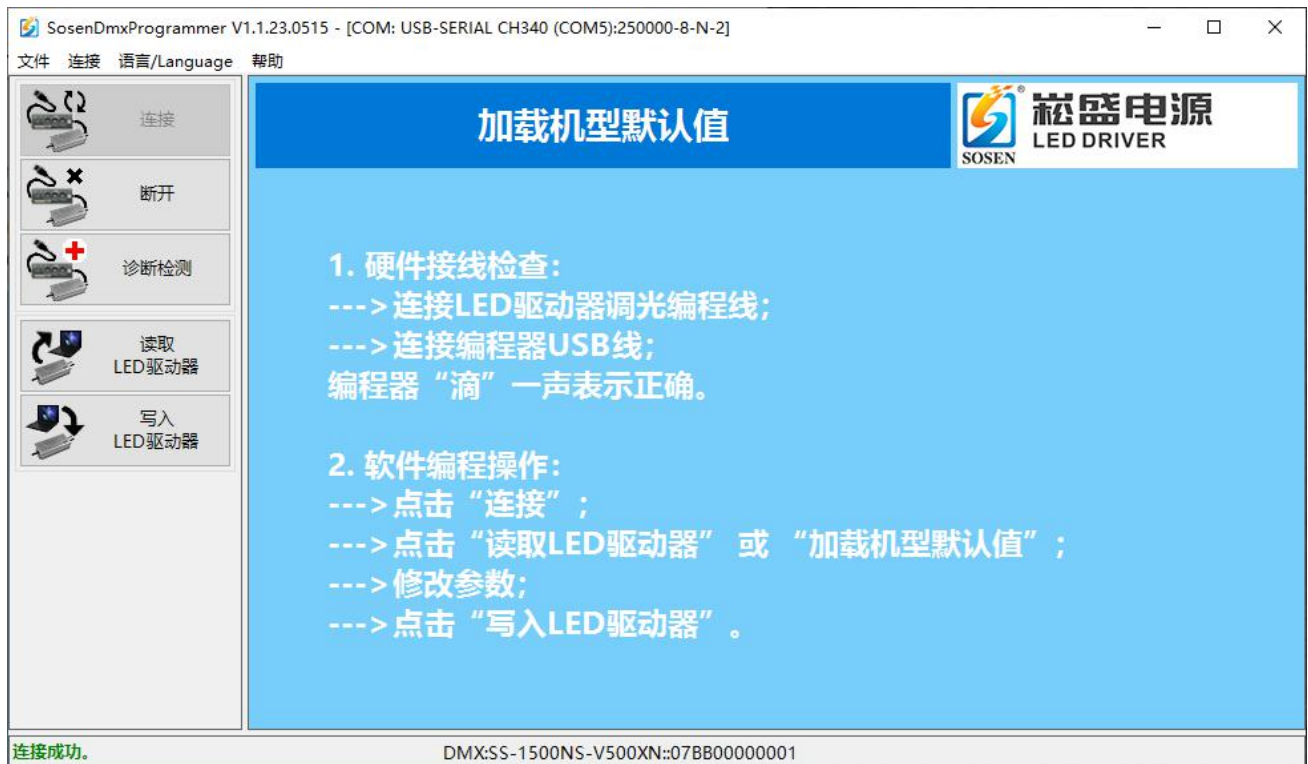 SosenDmxProgrammer V1.1.23.0515 - [COM: USB-SERIAL CH340 (COM5):250000-8-N-2]
文件 连接 语言/Language 帮助
连接
断开
诊断检测
读取
LED驱动器
写入
LED驱动器
加载机型默认值
SOSEN
®
崧盛电源
LED DRIVER
1. 硬件接线检查：
--->连接LED驱动器调光编程线；
--->连接编程器USB线；
编程器“滴”一声表示正确。
2. 软件编程操作：
--->点击“连接”；
--->点击“读取LED驱动器” 或 “加载机型默认值”；
--->修改参数；
--->点击“写入LED驱动器”。
连接成功。
DMX:SS-1500NS-V500XN::07BB00000001